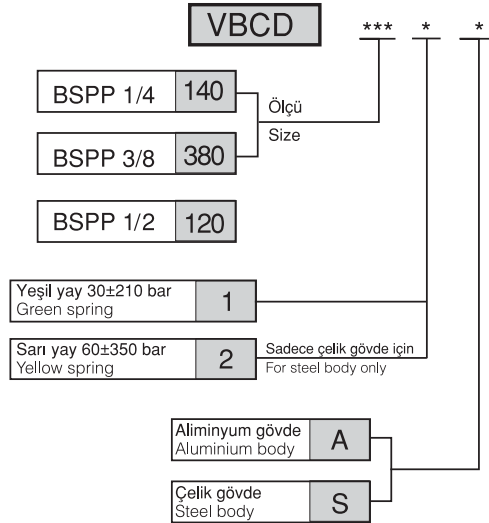 VBCD *** * *
BSPP 1/4 140
Ölçü
Size
BSPP 3/8 380
BSPP 1/2 120
Yeşil yay 30±210 bar
Green spring
1
Sarı yay 60±350 bar
Yellow spring
2
Sadece çelik gövde için
For steel body only
Aliminyum gövde
Aluminium body
A
Çelik gövde
Steel body
S